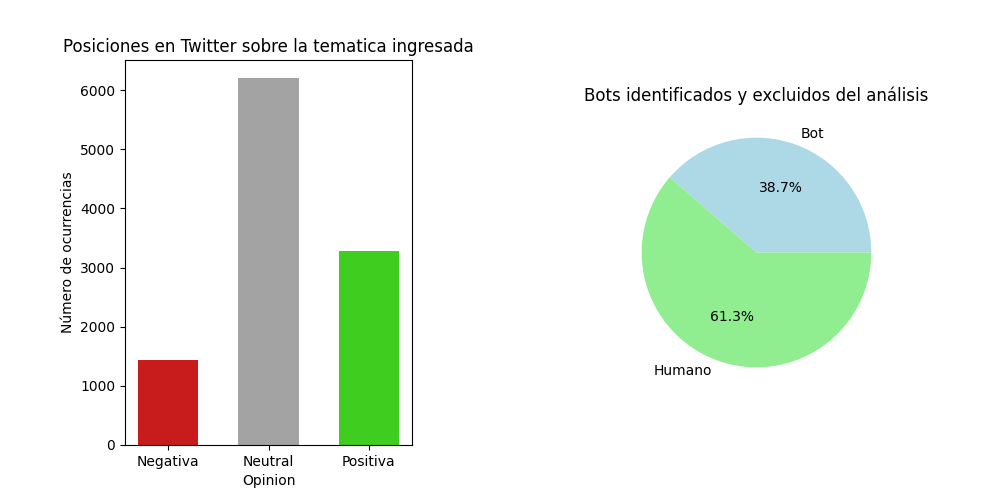 Posiciones en Twitter sobre la tematica ingresada
Número de ocurrencias
6000
5000
4000
3000
2000
1000
0
Negativa
Neutral
Positiva
Opinion
Bots identificados y excluidos del análisis
Bot
38.7%
61.3%
Humano